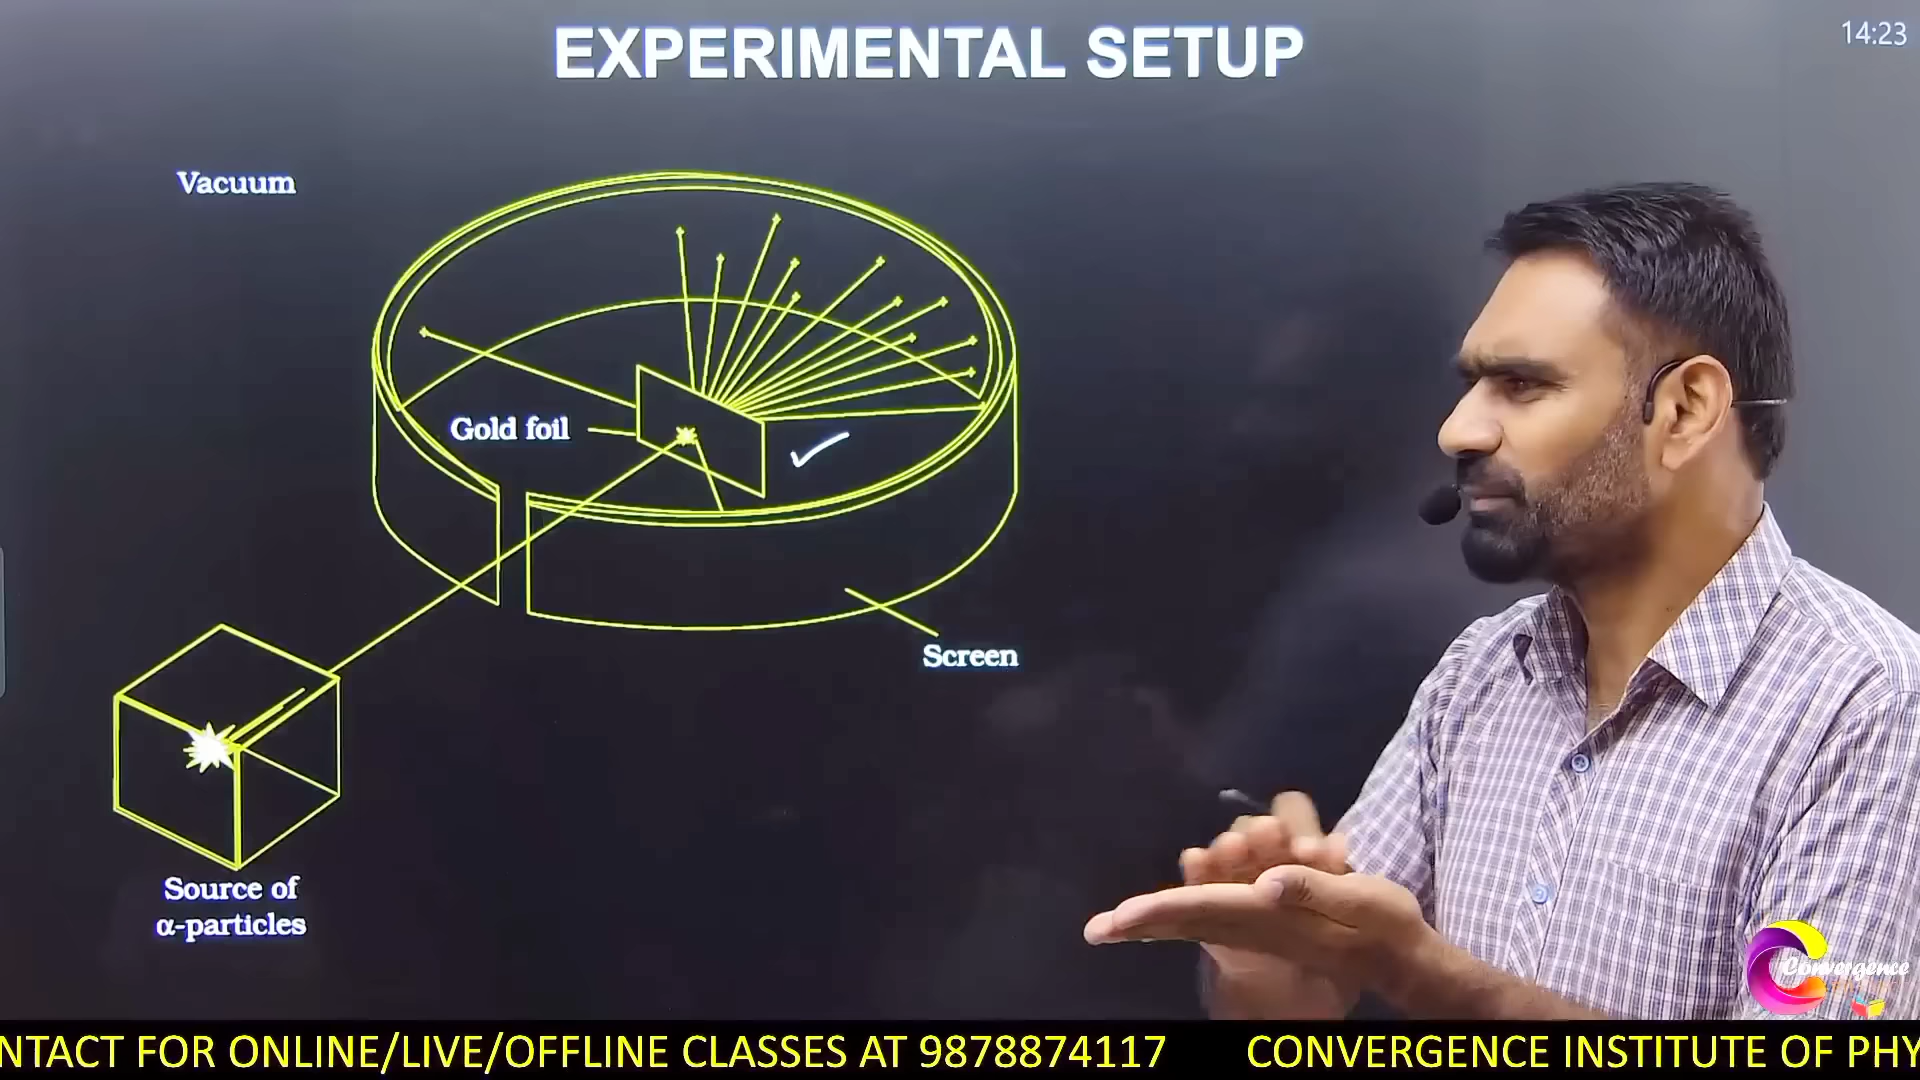 EXPERIMENTAL SETUP
14:23
Vacuum
Gold foil
Screen
Source of
α-particles
Convergence
NTACT FOR ONLINE/LIVE/OFFLINE CLASSES AT 9878874117 CONVERGENCE INSTITUTE OF PHY